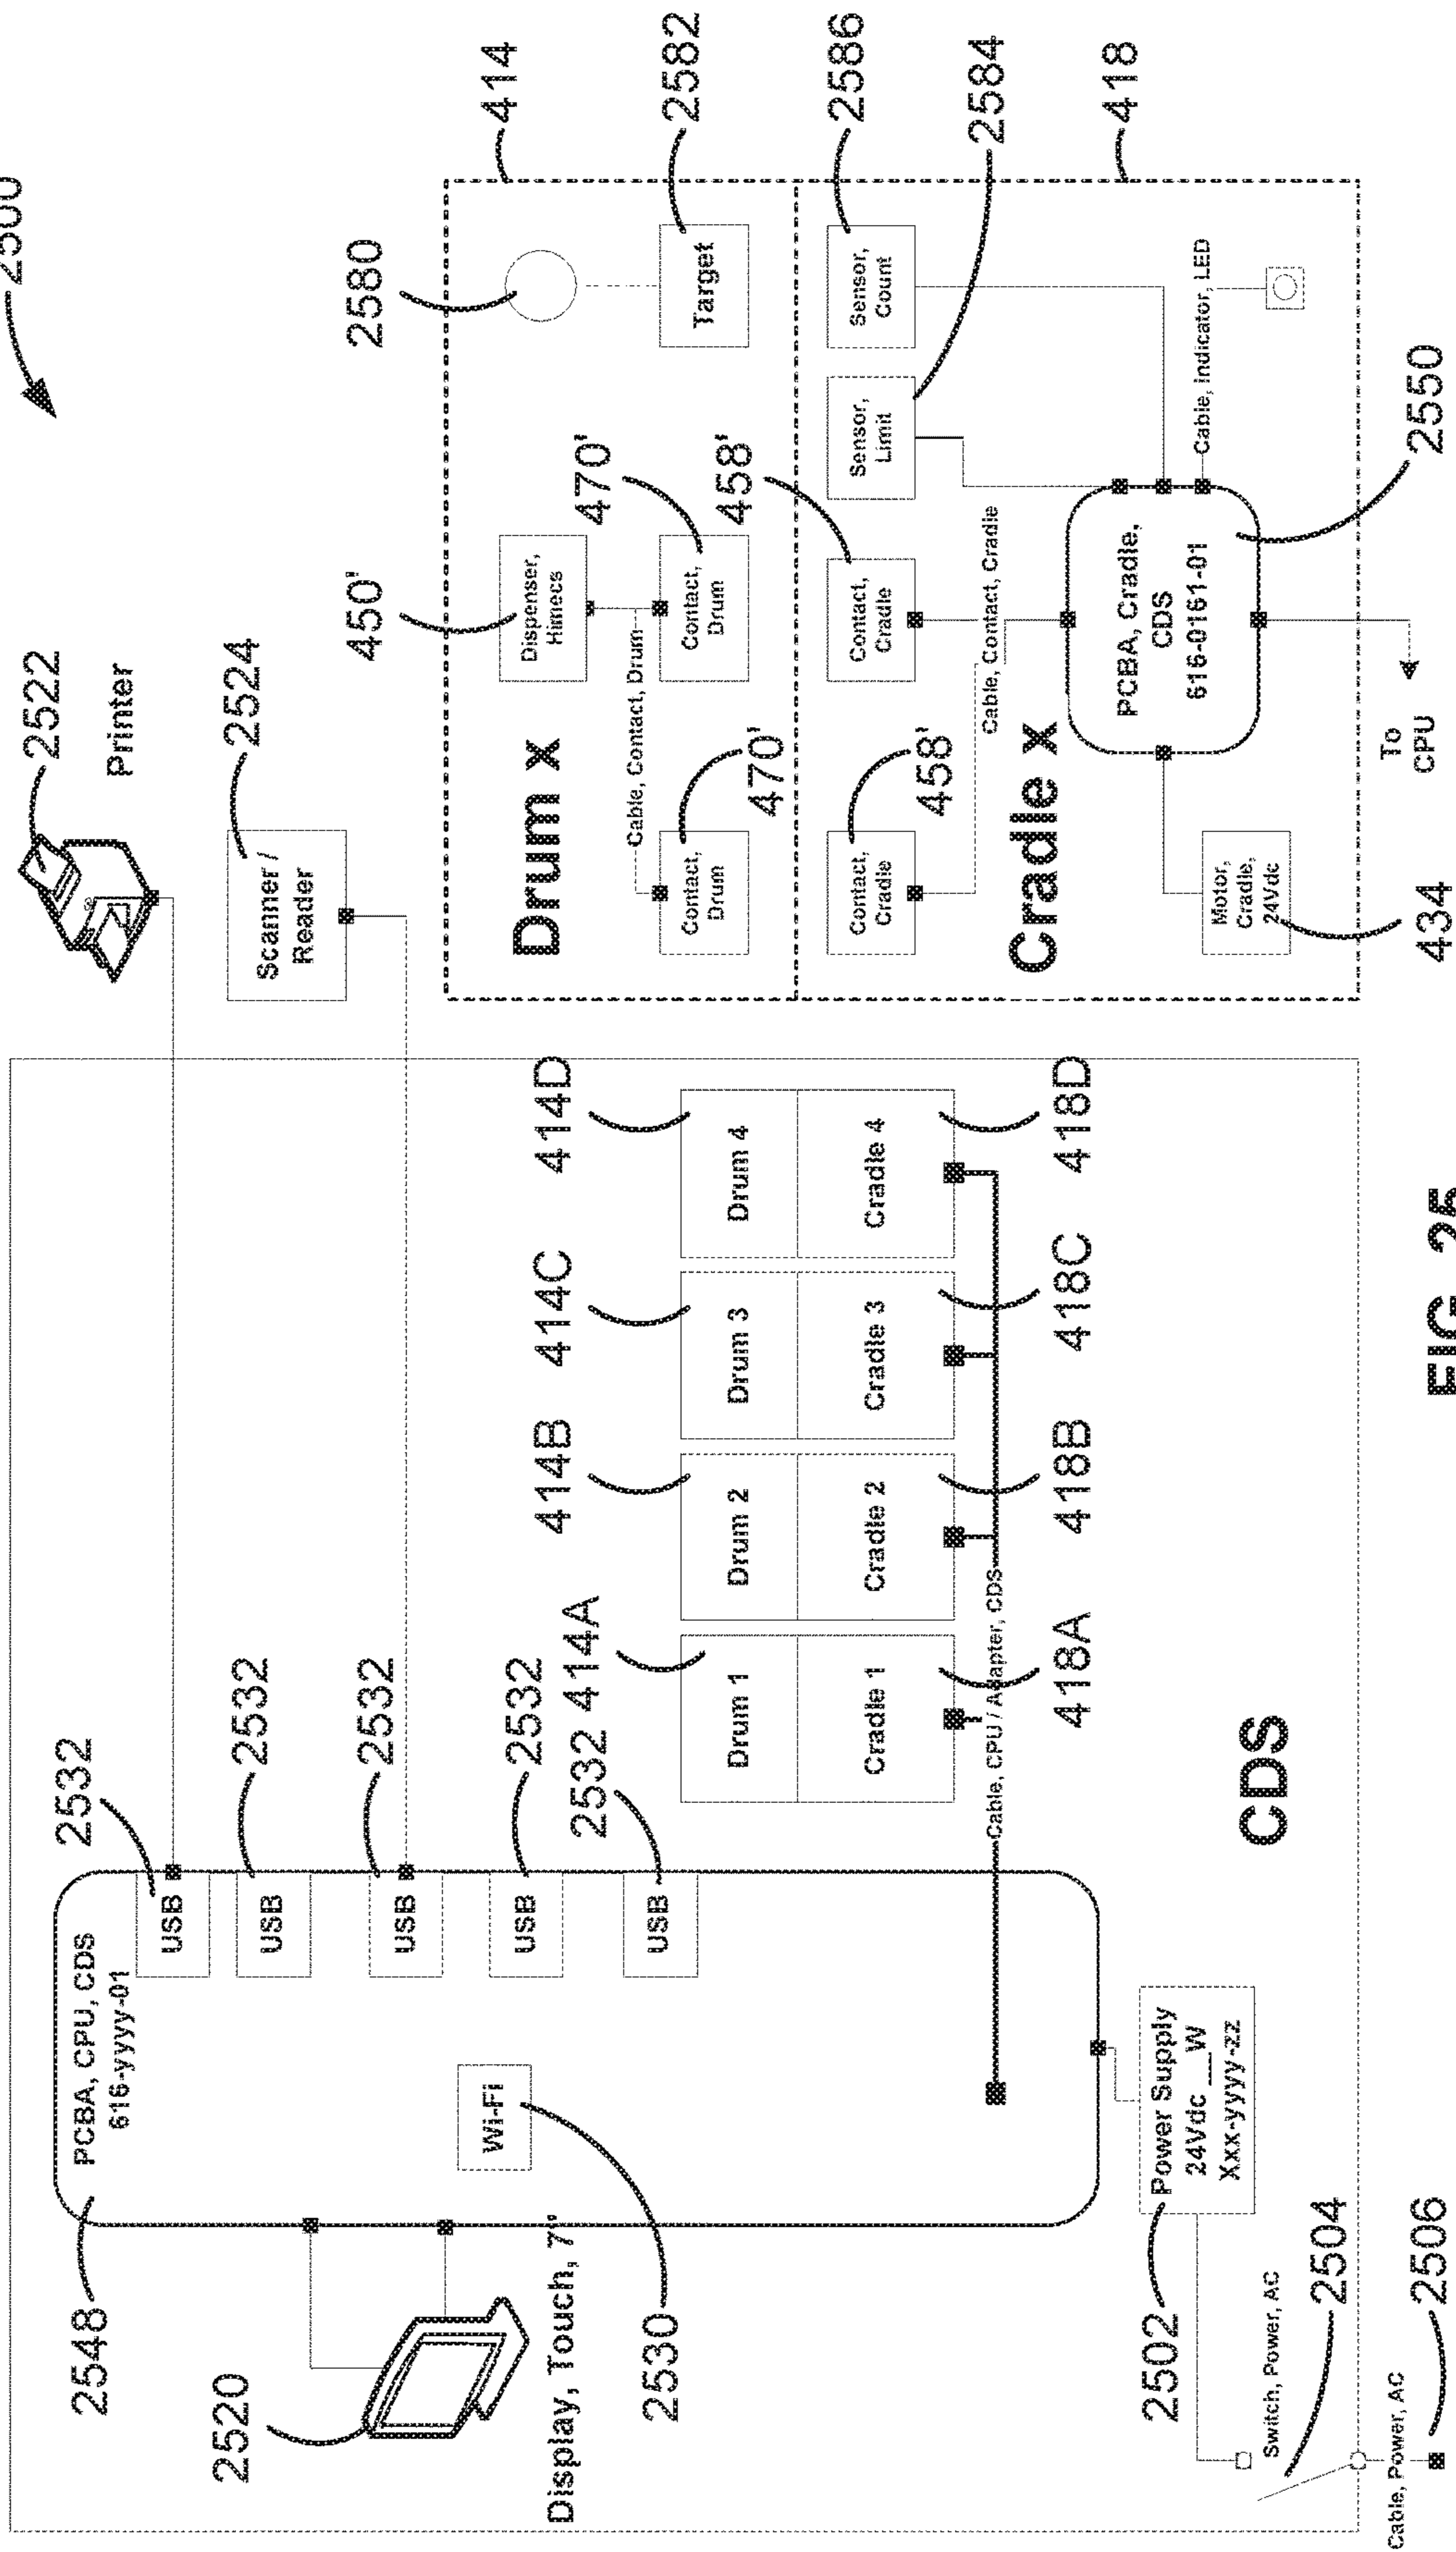 2500
2522
Printer
2524
Scanner /
Reader
414
2580
2582
Target
450'
Dispenser,
Himecs
470'
Contact,
Drum
Cable, Contact, Drum
Drum x
Contact,
Drum
470'
2586
2584
Sensor,
Count
Sensor,
Limit
458'
Contact,
Cradle
Contact,
Cradle
458'
Cable, Contact, Cradle
Cradle x
418
Cable, Indicator, LED
2550
PCBA, Cradle,
CDS
616-0161-01
Motor,
Cradle,
24Vdc
434
To
CPU
2548
PCBA, CPU, CDS
616-yyyy-01
2532
USB
2532
USB
2532
USB
2532
USB
2532
USB
2520
Display, Touch, 7"
Wi-Fi
2530
414A
414B
414C
414D
Drum 1
Drum 2
Drum 3
Drum 4
Cradle 1
Cradle 2
Cradle 3
Cradle 4
Cable, CPU / Adapter, CDS
418A
418B
418C
418D
CDS
2502
Power Supply
24Vdc __W
Xxx-yyyy-zz
Switch, Power, AC
2504
Cable, Power, AC
2506
FIG. 25